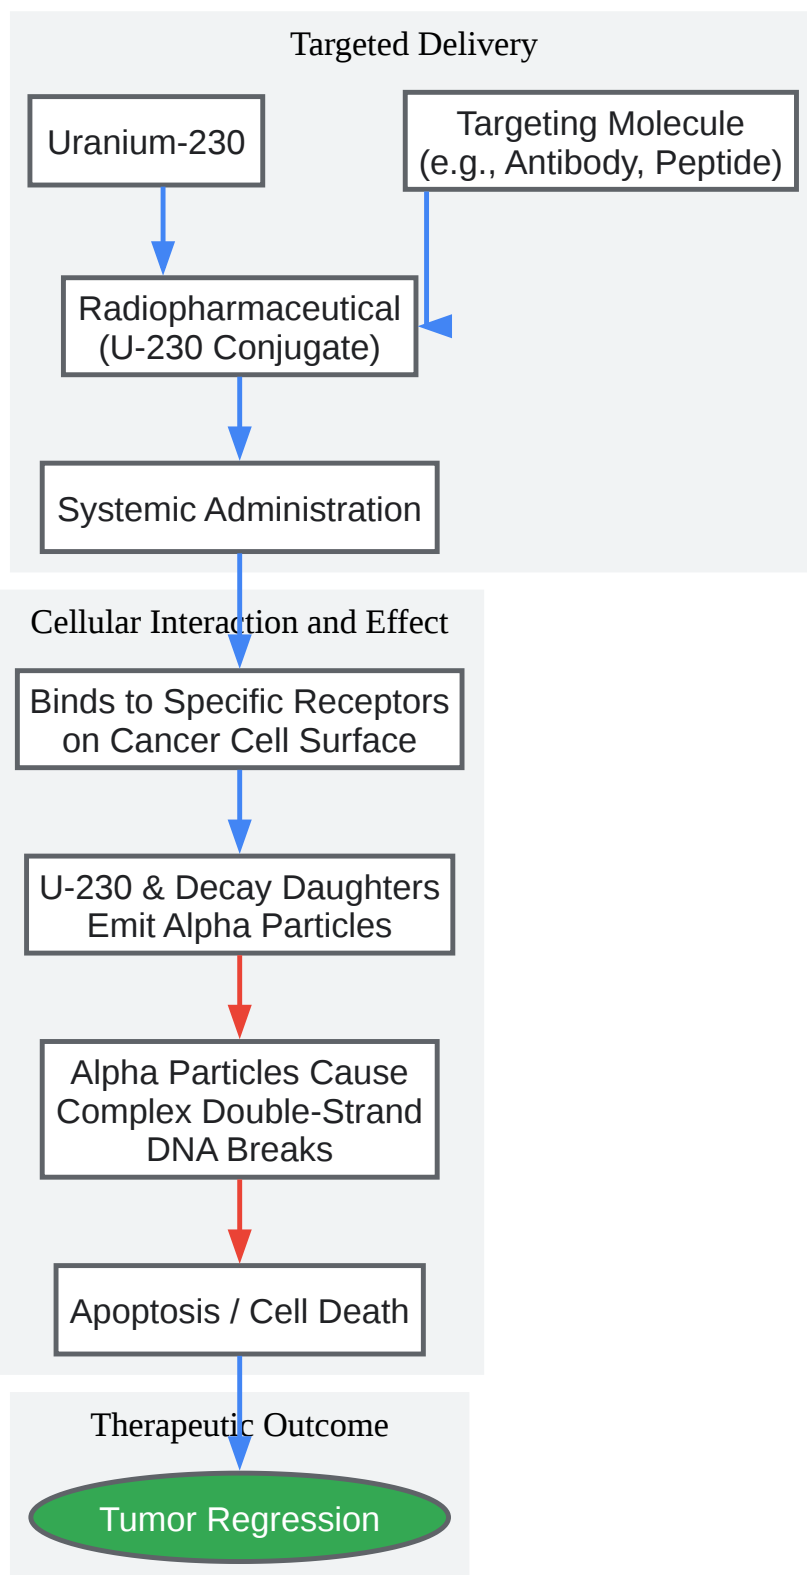 Targeted Delivery
Uranium-230
Targeting Molecule
(e.g., Antibody, Peptide)
Radiopharmaceutical
(U-230 Conjugate)
Systemic Administration
Cellular Interaction and Effect
Binds to Specific Receptors
on Cancer Cell Surface
U-230 & Decay Daughters
Emit Alpha Particles
Alpha Particles Cause
Complex Double-Strand
DNA Breaks
Apoptosis / Cell Death
Therapeutic Outcome
Tumor Regression